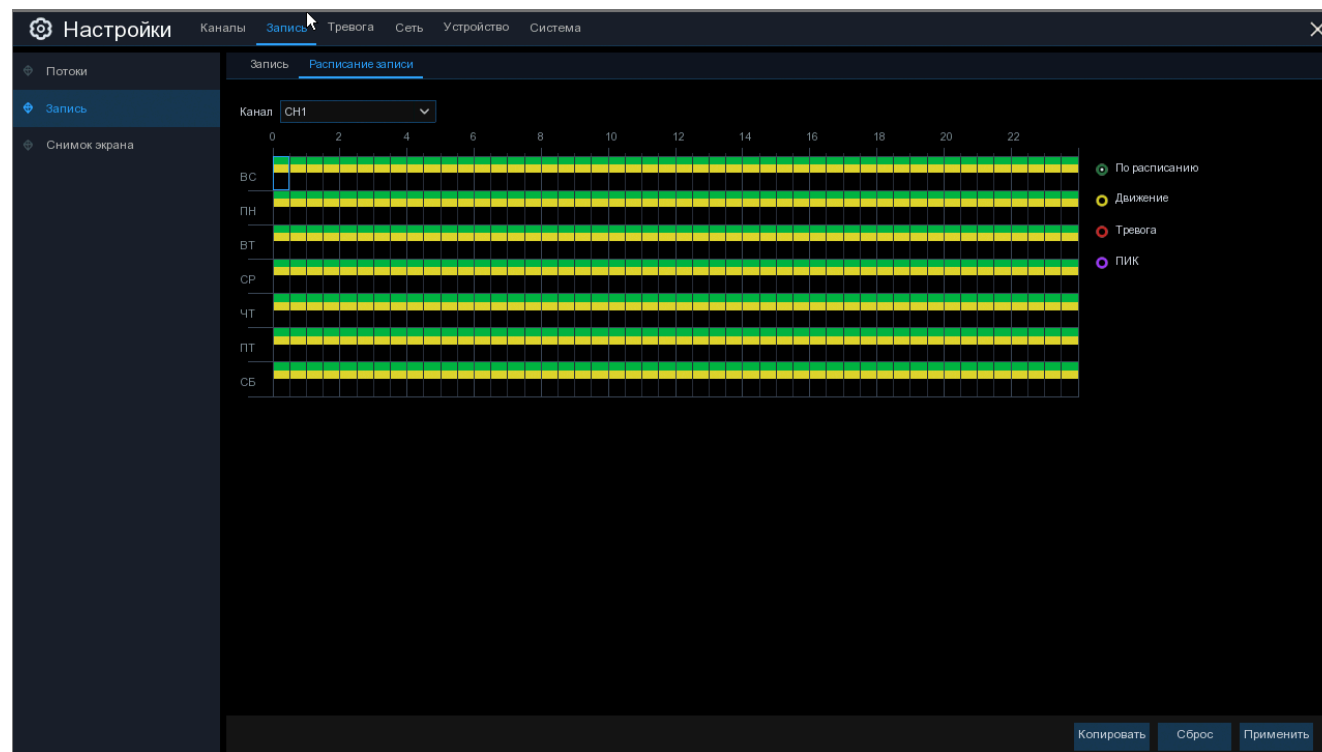 Настройки Каналы Запись Тревога Сеть Устройство Система
Потоки
Запись
Снимок экрана
Запись Расписание записи
Канал CH1
0 2 4 6 8 10 12 14 16 18 20 22
ВС
ПН
ВТ
СР
ЧТ
ПТ
СБ
По расписанию
Движение
Тревога
ПИК
Копировать Сброс Применить